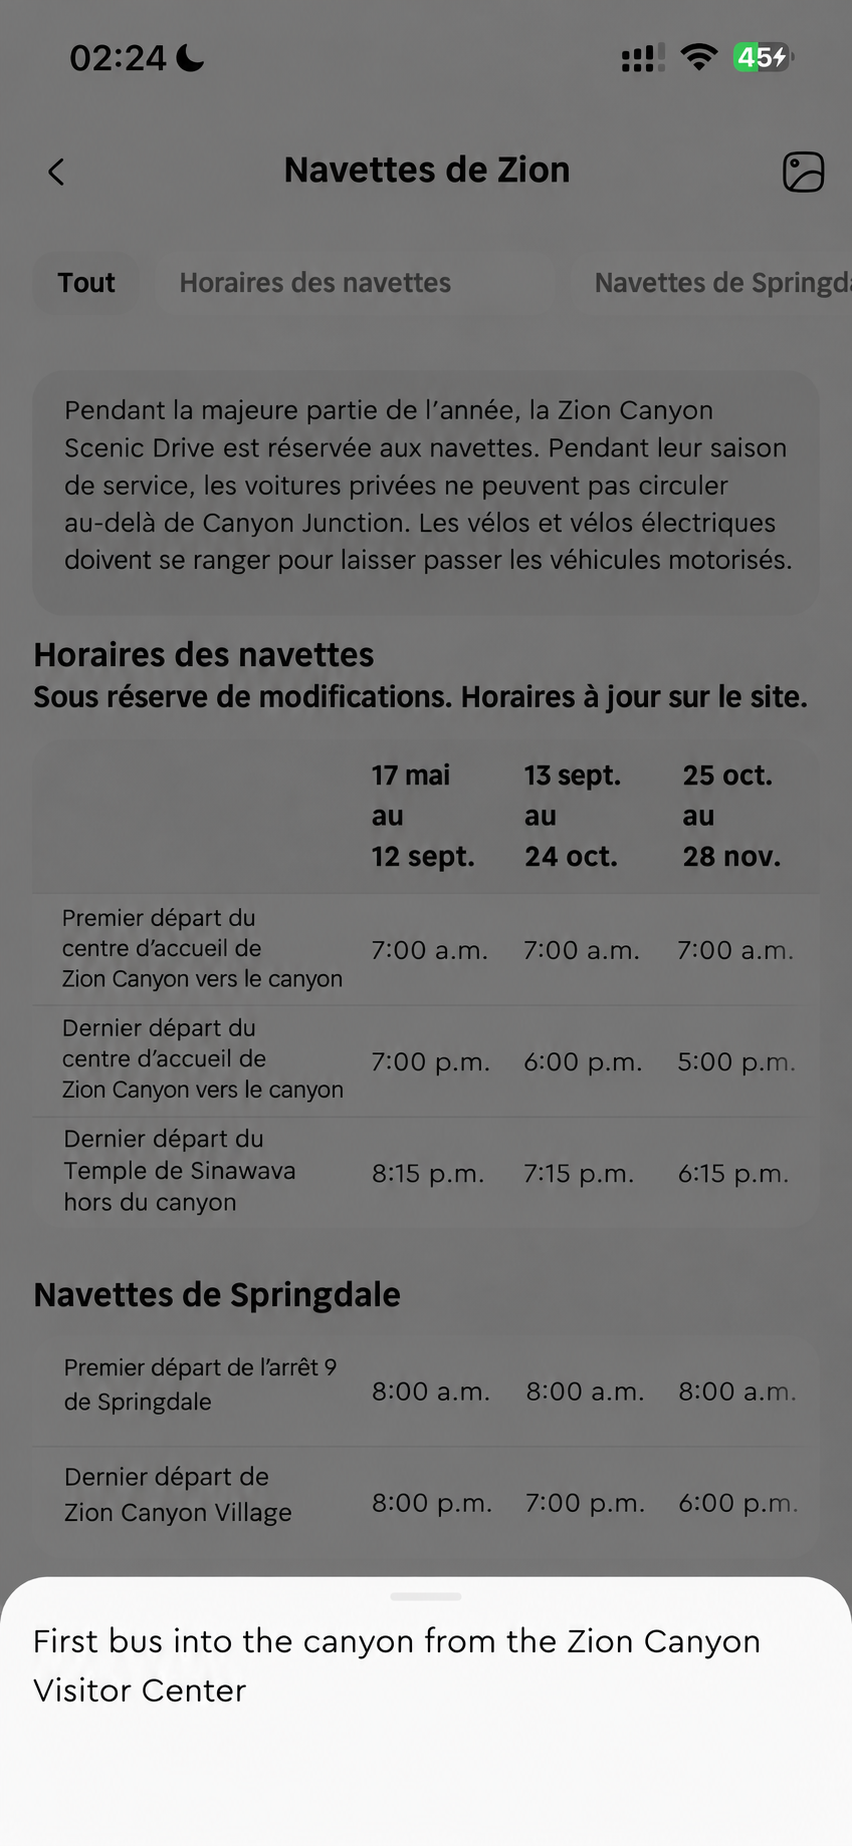 02:24
45
Navettes de Zion
Tout Horaires des navettes Navettes de Springda
Pendant la majeure partie de l'année, la Zion Canyon
Scenic Drive est réservée aux navettes. Pendant leur saison
de service, les voitures privées ne peuvent pas circuler
au-delà de Canyon Junction. Les vélos et vélos électriques
doivent se ranger pour laisser passer les véhicules motorisés.
Horaires des navettes
Sous réserve de modifications. Horaires à jour sur le site.
17 mai 13 sept. 25 oct.
au au au
12 sept. 24 oct. 28 nov.
Premier départ du
centre d'accueil de
Zion Canyon vers le canyon
7:00 a.m. 7:00 a.m. 7:00 a.m.
Dernier départ du
centre d'accueil de
Zion Canyon vers le canyon
7:00 p.m. 6:00 p.m. 5:00 p.m.
Dernier départ du
Temple de Sinawava
hors du canyon
8:15 p.m. 7:15 p.m. 6:15 p.m.
Navettes de Springdale
Premier départ de l'arrêt 9
de Springdale
8:00 a.m. 8:00 a.m. 8:00 a.m.
Dernier départ de
Zion Canyon Village
8:00 p.m. 7:00 p.m. 6:00 p.m.
First bus into the canyon from the Zion Canyon
Visitor Center